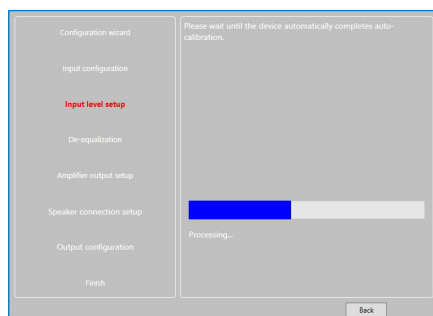 Configuration wizard
Input configuration
Input level setup
De-equalization
Amplifier output setup
Speaker connection setup
Output configuration
Finish
Please wait until the device automatically completes auto-
calibration.
Processing...
Back